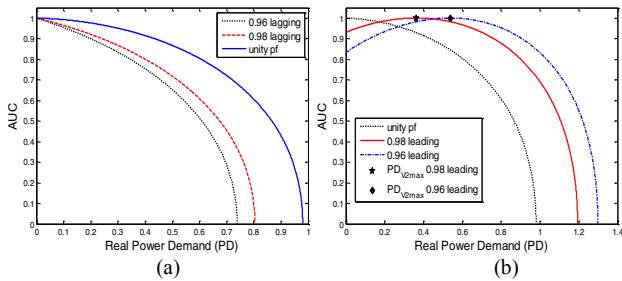 1
0.9
0.8
0.7
0.6
0.5
0.4
0.3
0.2
0.1
0
AUC
0.96 lagging
0.98 lagging
unity pf
0 0.1 0.2 0.3 0.4 0.5 0.6 0.7 0.8 0.9 1
Real Power Demand (PD)
(a)
1
0.9
0.8
0.7
0.6
0.5
0.4
0.3
0.2
0.1
0
AUC
unity pf
0.98 leading
0.96 leading
PD_V2max 0.98 leading
PD_V2max 0.96 leading
0 0.2 0.4 0.6 0.8 1 1.2 1.4
Real Power Demand (PD)
(b)